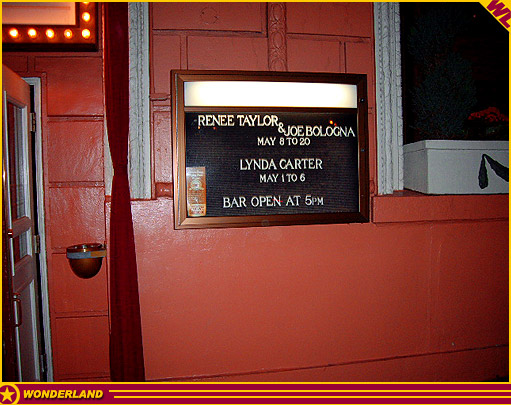 WL
RENEE TAYLOR
& JOE BOLOGNA
MAY 8 TO 20
LYNDA CARTER
MAY 1 TO 6
BAR OPEN AT 5PM
WONDERLAND